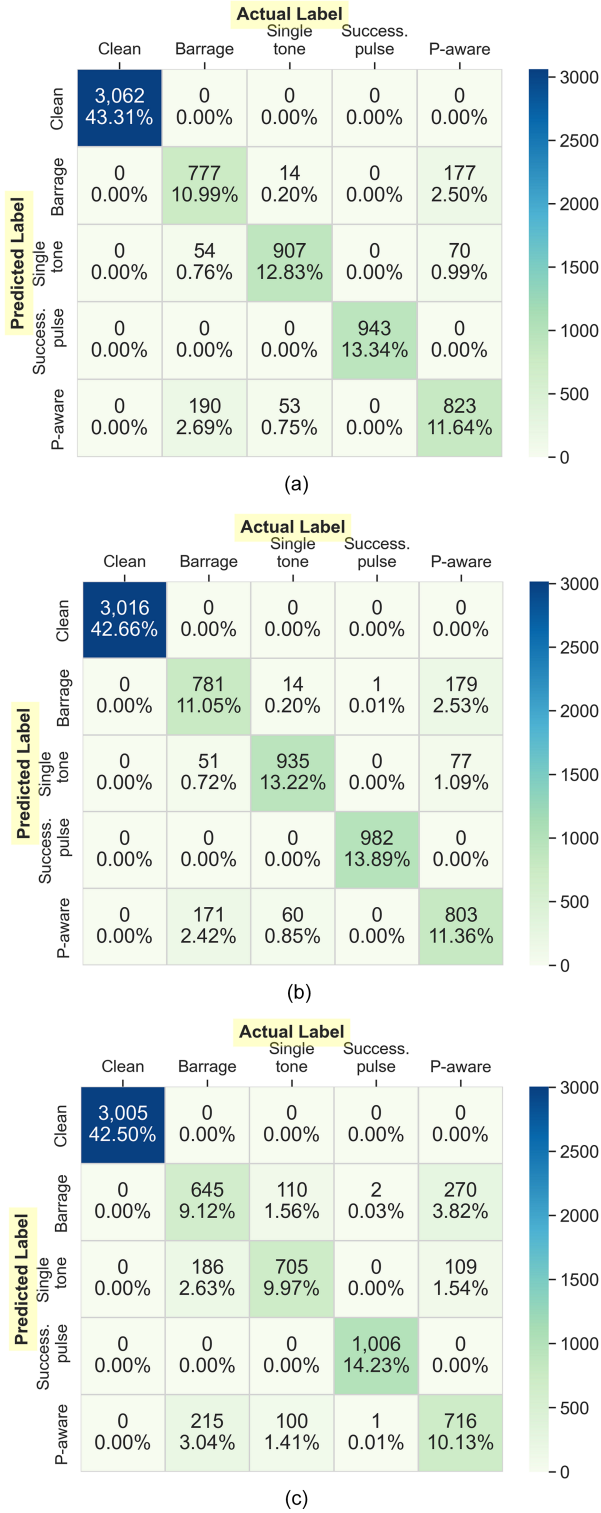 Actual Label
Clean Barrage Single tone Success. pulse P-aware
Predicted Label
Clean
3,062 0 0 0 0
43.31% 0.00% 0.00% 0.00% 0.00%
Barrage
0 777 14 0 177
0.00% 10.99% 0.20% 0.00% 2.50%
Single tone
0 54 907 0 70
0.00% 0.76% 12.83% 0.00% 0.99%
Success. pulse
0 0 0 943 0
0.00% 0.00% 0.00% 13.34% 0.00%
P-aware
0 190 53 0 823
0.00% 2.69% 0.75% 0.00% 11.64%
3000
2500
2000
1500
1000
500
0
(a)
Actual Label
Clean Barrage Single tone Success. pulse P-aware
Predicted Label
Clean
3,016 0 0 0 0
42.66% 0.00% 0.00% 0.00% 0.00%
Barrage
0 781 14 1 179
0.00% 11.05% 0.20% 0.01% 2.53%
Single tone
0 51 935 0 77
0.00% 0.72% 13.22% 0.00% 1.09%
Success. pulse
0 0 0 982 0
0.00% 0.00% 0.00% 13.89% 0.00%
P-aware
0 171 60 0 803
0.00% 2.42% 0.85% 0.00% 11.36%
3000
2500
2000
1500
1000
500
0
(b)
Actual Label
Clean Barrage Single tone Success. pulse P-aware
Predicted Label
Clean
3,005 0 0 0 0
42.50% 0.00% 0.00% 0.00% 0.00%
Barrage
0 645 110 2 270
0.00% 9.12% 1.56% 0.03% 3.82%
Single tone
0 186 705 0 109
0.00% 2.63% 9.97% 0.00% 1.54%
Success. pulse
0 0 0 1,006 0
0.00% 0.00% 0.00% 14.23% 0.00%
P-aware
0 215 100 1 716
0.00% 3.04% 1.41% 0.01% 10.13%
3000
2500
2000
1500
1000
500
0
(c)